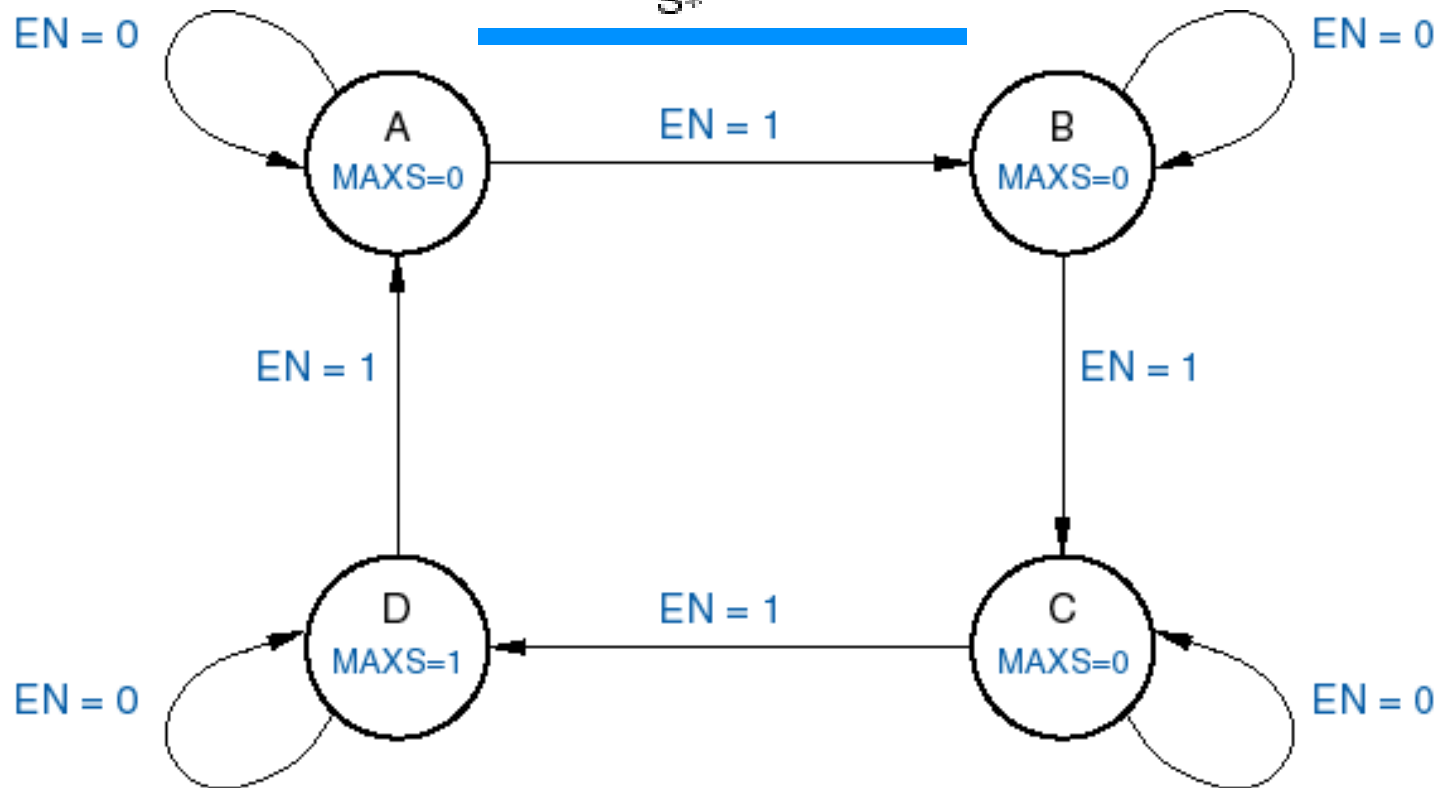 S*
EN = 0
EN = 0
A
MAXS=0
EN = 1
B
MAXS=0
EN = 1
EN = 1
D
MAXS=1
EN = 1
C
MAXS=0
EN = 0
EN = 0